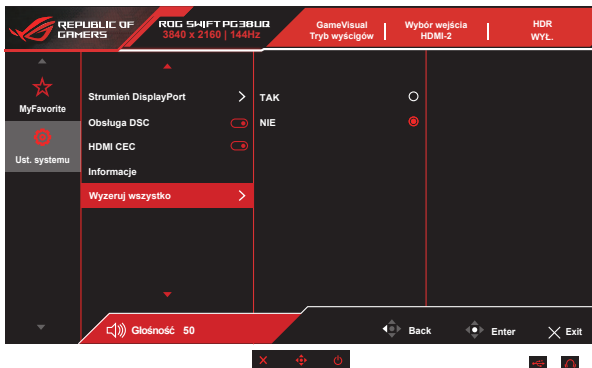 REPUBLIC OF
GAMERS
ROG SWIFT PG38UQ
3840 x 2160 | 144Hz
GameVisual
Tryb wyścigów
Wybór wejścia
HDMI-2
HDR
WYŁ.
MyFavorite
Ust. systemu
Strumień DisplayPort
Obsługa DSC
HDMI CEC
Informacje
Wyzeruj wszystko
TAK
NIE
Głośność 50
Back
Enter
Exit